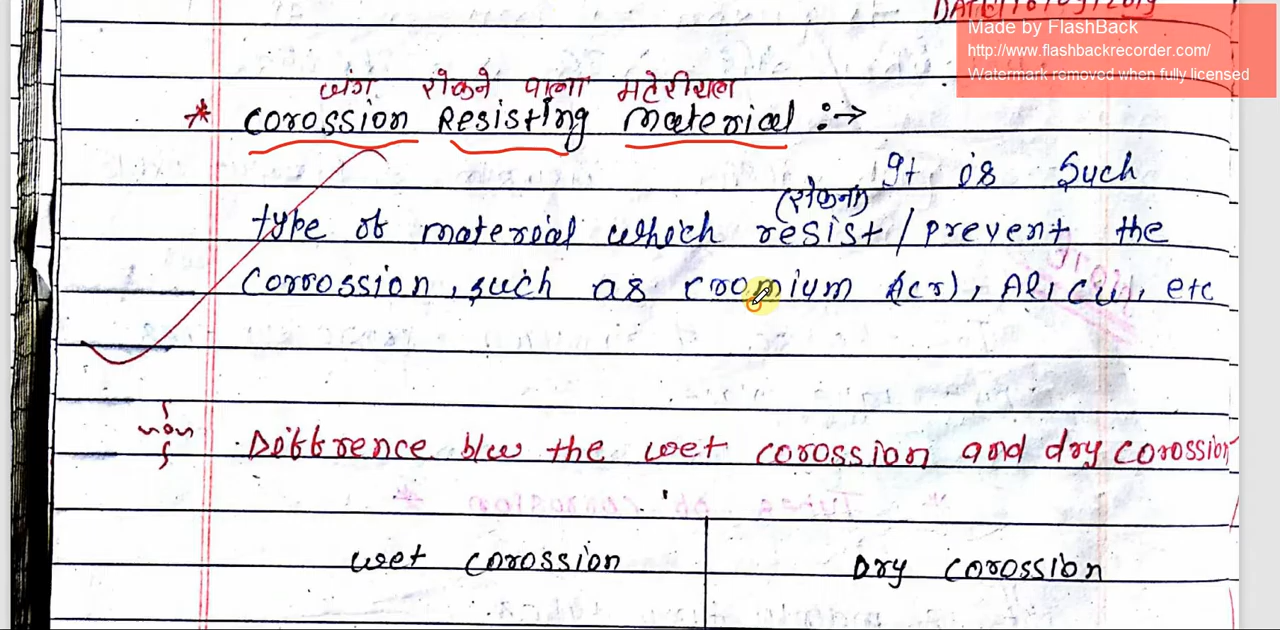 Made by FlashBack
http://www.flashbackrecorder.com/
Watermark removed when fully licensed
जंग रोकने वाला मटेरीयल
* Corossion Resisting Material :→
It is Such
(रोकना)
type of material which resist / prevent the
Corrossion, such as cromium (cr), Al, Cu, etc
Diffrence b/w the wet corossion and dry corossion
wet corossion
Dry corossion